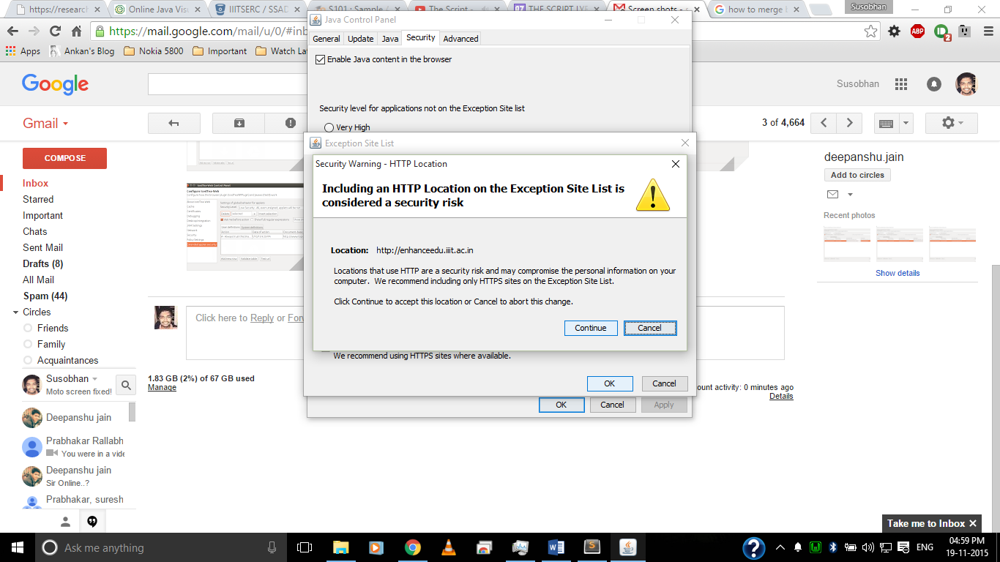 https://research
Online Java Visu
IIITSERC / SSAD
S101 : Sample
The Script -
THE SCRIPT LYR
Screen shots -
how to merge
Susobhan
https://mail.google.com/mail/u/0/#inb
ABP
2
Apps
Ankan's Blog
Nokia 5800
Important
Watch Lat
Java Control Panel
General
Update
Java
Security
Advanced
Enable Java content in the browser
Security level for applications not on the Exception Site list
Very High
Google
Susobhan
Gmail
3 of 4,664
COMPOSE
Inbox
Starred
Important
Chats
Sent Mail
Drafts (8)
All Mail
Spam (44)
Circles
Friends
Family
Acquaintances
Susobhan
Moto screen fixed!
Deepanshu jain
Prabhakar Rallabh
You were in a vide
Deepanshu jain
Sir Online..?
Prabhakar, suresh
Exception Site List
Security Warning - HTTP Location
Including an HTTP Location on the Exception Site List is
considered a security risk
Location: http://enhanceedu.iiit.ac.in
Locations that use HTTP are a security risk and may compromise the personal information on your
computer. We recommend including only HTTPS sites on the Exception Site List.
Click Continue to accept this location or Cancel to abort this change.
Continue
Cancel
We recommend using HTTPS sites where available.
OK
Cancel
OK
Cancel
Apply
Click here to Reply or For
1.83 GB (2%) of 67 GB used
Manage
ount activity: 0 minutes ago
Details
deepanshu.jain
Add to circles
Recent photos
Show details
Take me to Inbox
Ask me anything
ENG
04:59 PM
19-11-2015